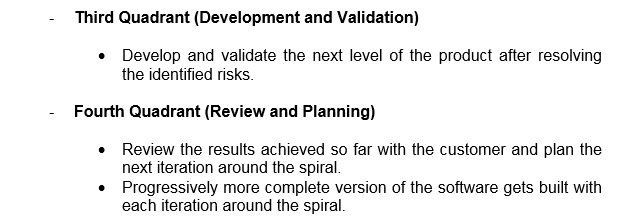 - Third Quadrant (Development and Validation)
• Develop and validate the next level of the product after resolving
the identified risks.
- Fourth Quadrant (Review and Planning)
• Review the results achieved so far with the customer and plan the
next iteration around the spiral.
• Progressively more complete version of the software gets built with
each iteration around the spiral.